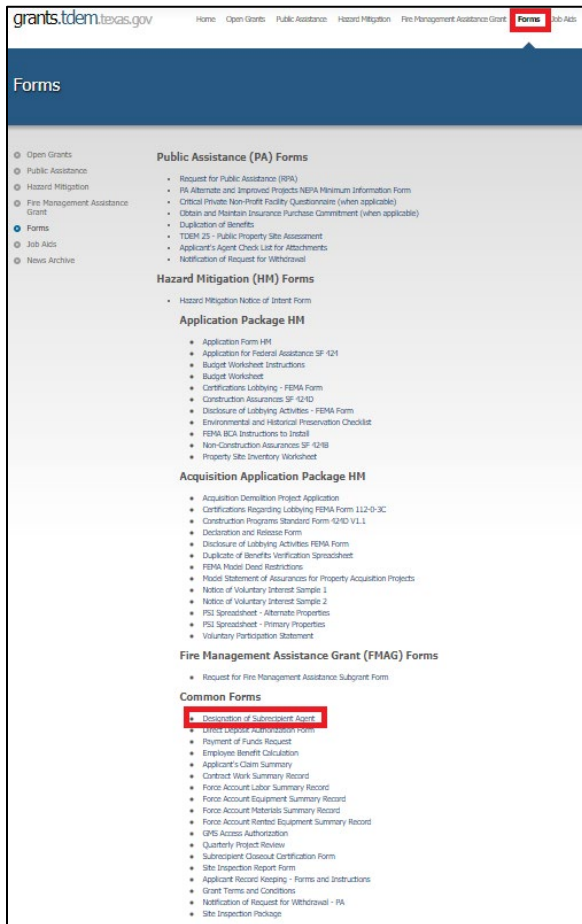 grants.tdem.texas.gov
Home Open Grants Public Assistance Hazard Mitigation Fire Management Assistance Grant Forms Job Aids
Forms
Open Grants
Public Assistance
Hazard Mitigation
Fire Management Assistance
Grant
Forms
Job Aids
News Archive
Public Assistance (PA) Forms
Request for Public Assistance (RPA)
PA Alternate and Improved Projects NEPA Minimum Information Form
Critical Private Non-Profit Facility Questionnaire (when applicable)
Obtain and Maintain Insurance Purchase Commitment (when applicable)
Duplication of Benefits
TDEM 25 - Public Property Site Assessment
Applicant's Agent Check List for Attachments
Notification of Request for Withdrawal
Hazard Mitigation (HM) Forms
Hazard Mitigation Notice of Intent Form
Application Package HM
Application Form HM
Application for Federal Assistance SF 424
Budget Worksheet Instructions
Budget Worksheet
Certifications Lobbying - FEMA Form
Construction Assurances SF 424D
Disclosure of Lobbying Activities - FEMA Form
Environmental and Historical Preservation Checklist
FEMA BCA Instructions to Install
Non-Construction Assurances SF 424B
Property Site Inventory Worksheet
Acquisition Application Package HM
Acquisition Demolition Project Application
Certifications Regarding Lobbying FEMA Form 112-0-3C
Construction Programs Standard Form 424D V1.1
Declaration and Release Form
Disclosure of Lobbying Activities FEMA Form
Duplicate of Benefits Verification Spreadsheet
FEMA Model Deed Restrictions
Model Statement of Assurances for Property Acquisition Projects
Notice of Voluntary Interest Sample 1
Notice of Voluntary Interest Sample 2
PSI Spreadsheet - Alternate Properties
PSI Spreadsheet - Primary Properties
Voluntary Participation Statement
Fire Management Assistance Grant (FMAG) Forms
Request for Fire Management Assistance Subgrant Form
Common Forms
Designation of Subrecipient Agent
Direct Deposit Authorization Form
Payment of Funds Request
Employee Benefit Calculation
Applicant's Claim Summary
Contract Work Summary Record
Force Account Labor Summary Record
Force Account Equipment Summary Record
Force Account Materials Summary Record
Force Account Rented Equipment Summary Record
GMS Access Authorization
Quarterly Project Review
Subrecipient Closeout Certification Form
Site Inspection Report Form
Applicant Record Keeping - Forms and Instructions
Grant Terms and Conditions
Notification of Request for Withdrawal - PA
Site Inspection Package